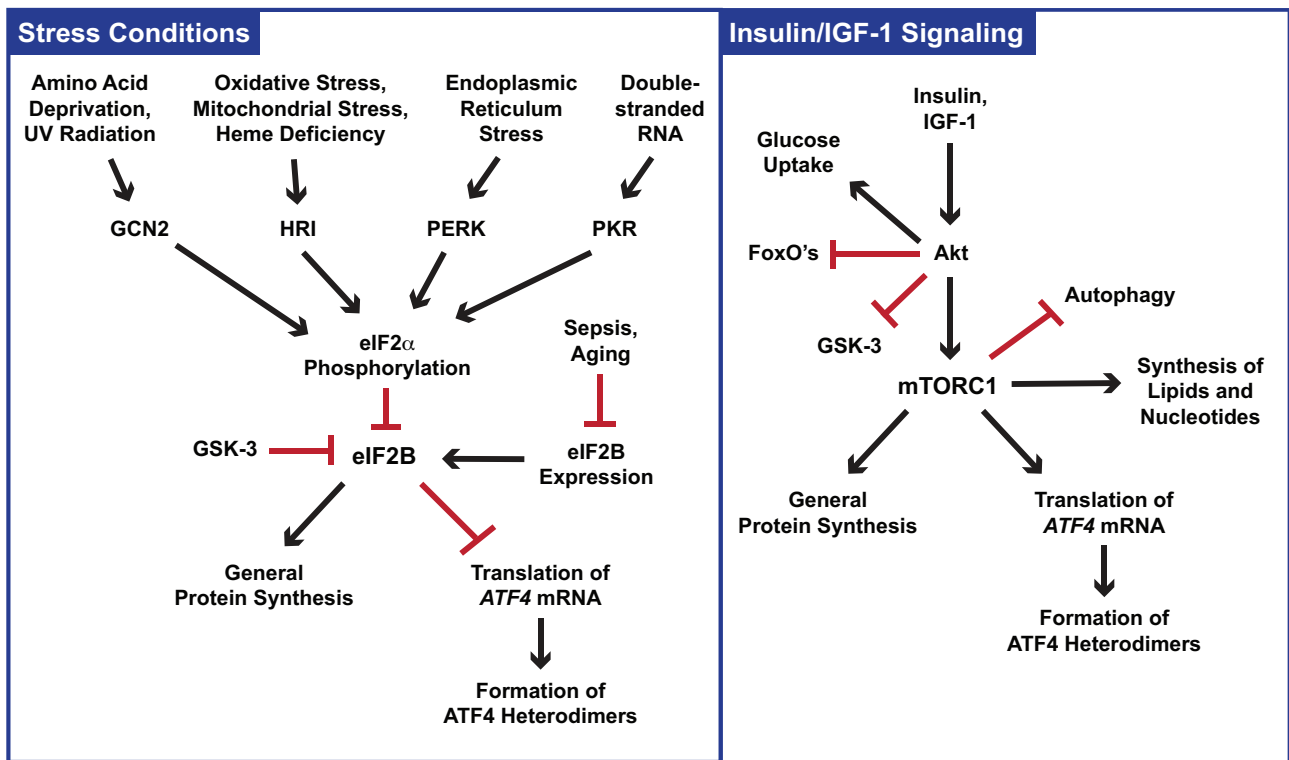 Stress Conditions
Amino Acid
Deprivation,
UV Radiation
Oxidative Stress,
Mitochondrial Stress,
Heme Deficiency
Endoplasmic
Reticulum
Stress
Double-
stranded
RNA
GCN2
HRI
PERK
PKR
eIF2α
Phosphorylation
Sepsis,
Aging
GSK-3
eIF2B
eIF2B
Expression
General
Protein Synthesis
Translation of
ATF4 mRNA
Formation of
ATF4 Heterodimers
Insulin/IGF-1 Signaling
Insulin,
IGF-1
Glucose
Uptake
FoxO's
Akt
GSK-3
Autophagy
mTORC1
Synthesis of
Lipids and
Nucleotides
General
Protein Synthesis
Translation of
ATF4 mRNA
Formation of
ATF4 Heterodimers